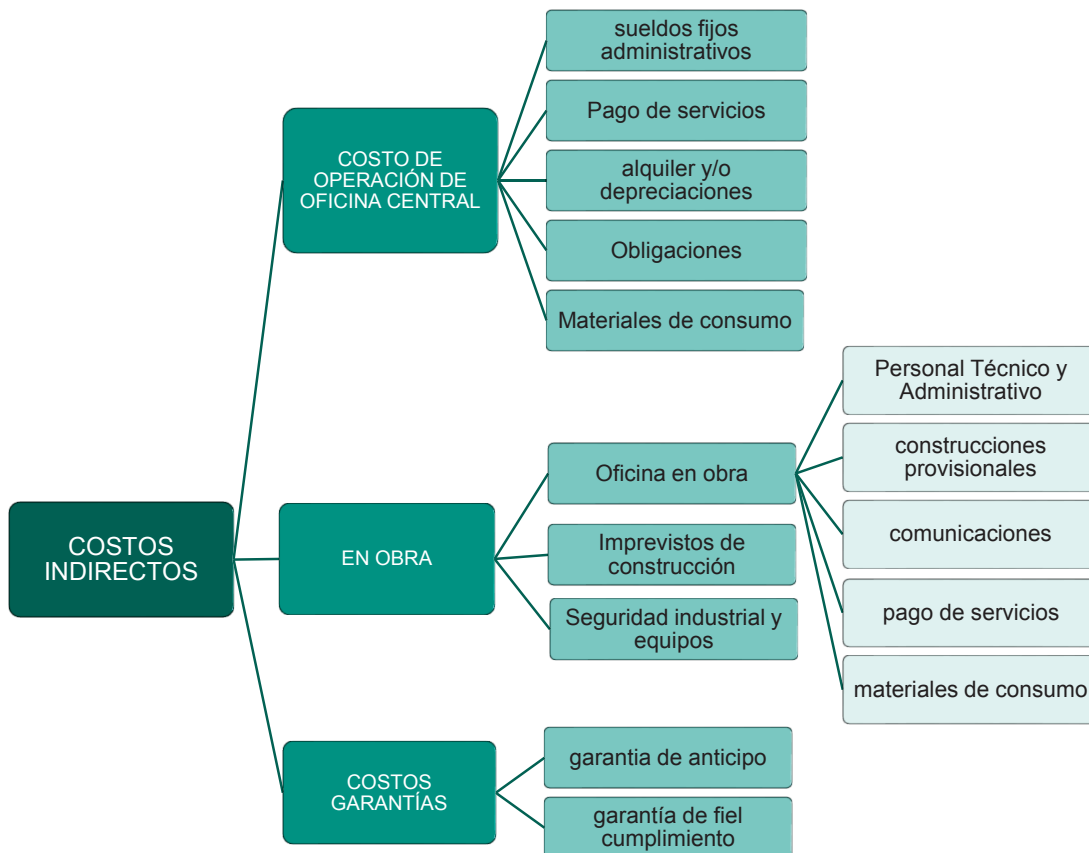 COSTOS
INDIRECTOS
COSTO DE
OPERACIÓN DE
OFICINA CENTRAL
sueldos fijos
administrativos
Pago de servicios
alquiler y/o
depreciaciones
Obligaciones
Materiales de consumo
EN OBRA
Oficina en obra
Personal Técnico y
Administrativo
construcciones
provisionales
comunicaciones
pago de servicios
materiales de consumo
Imprevistos de
construcción
Seguridad industrial y
equipos
COSTOS
GARANTÍAS
garantia de anticipo
garantía de fiel
cumplimiento